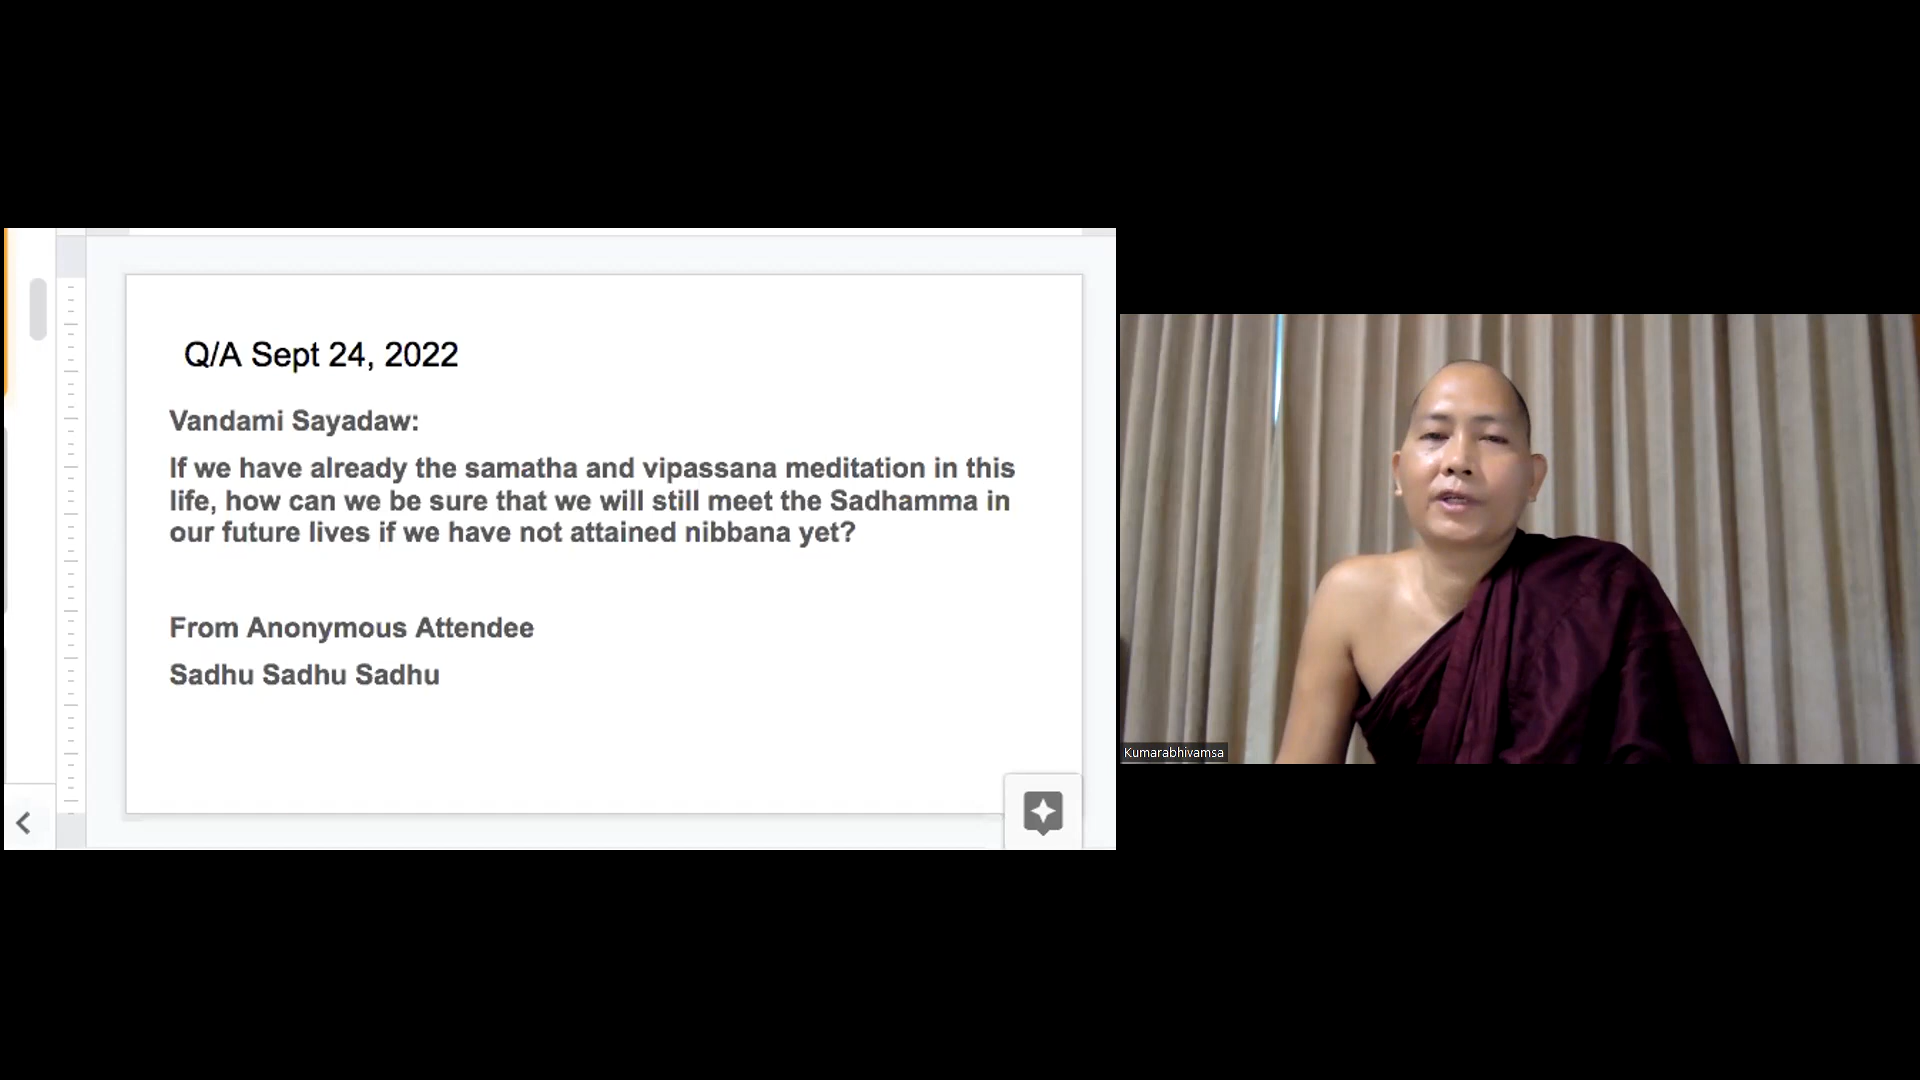 Q/A Sept 24, 2022
Vandami Sayadaw:
If we have already the samatha and vipassana meditation in this
life, how can we be sure that we will still meet the Sadhamma in
our future lives if we have not attained nibbana yet?
From Anonymous Attendee
Sadhu Sadhu Sadhu
Kumarabhivamsa